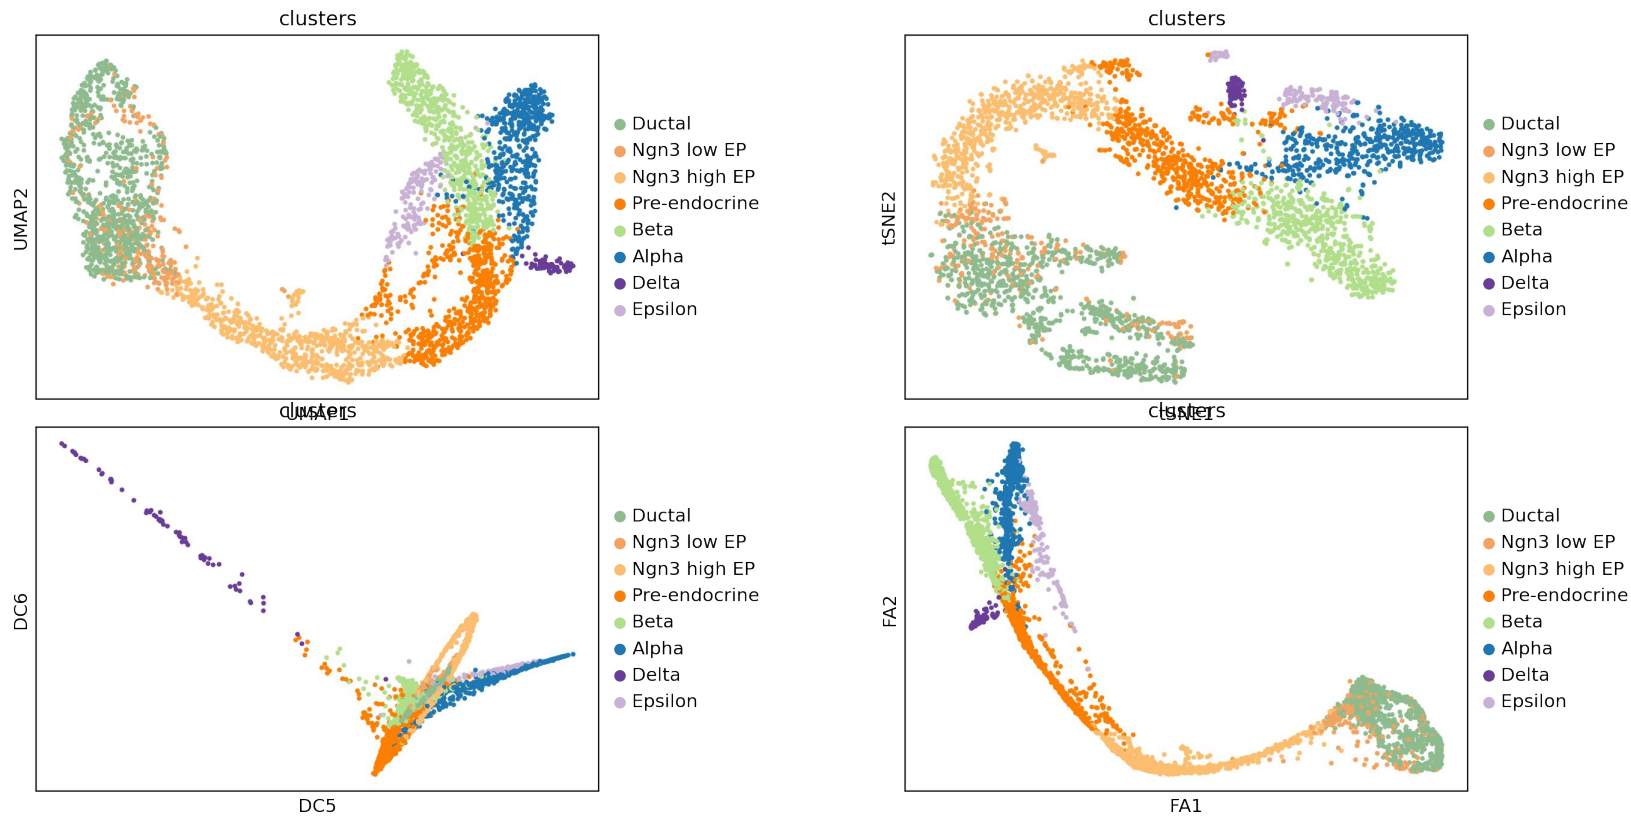 clusters
clusters
UMAP2
Ductal
Ngn3 low EP
Ngn3 high EP
Pre-endocrine
Beta
Alpha
Delta
Epsilon
tSNE2
Ductal
Ngn3 low EP
Ngn3 high EP
Pre-endocrine
Beta
Alpha
Delta
Epsilon
UMAP1
clusters
tSNE1
clusters
DC6
Ductal
Ngn3 low EP
Ngn3 high EP
Pre-endocrine
Beta
Alpha
Delta
Epsilon
FA2
Ductal
Ngn3 low EP
Ngn3 high EP
Pre-endocrine
Beta
Alpha
Delta
Epsilon
DC5
FA1